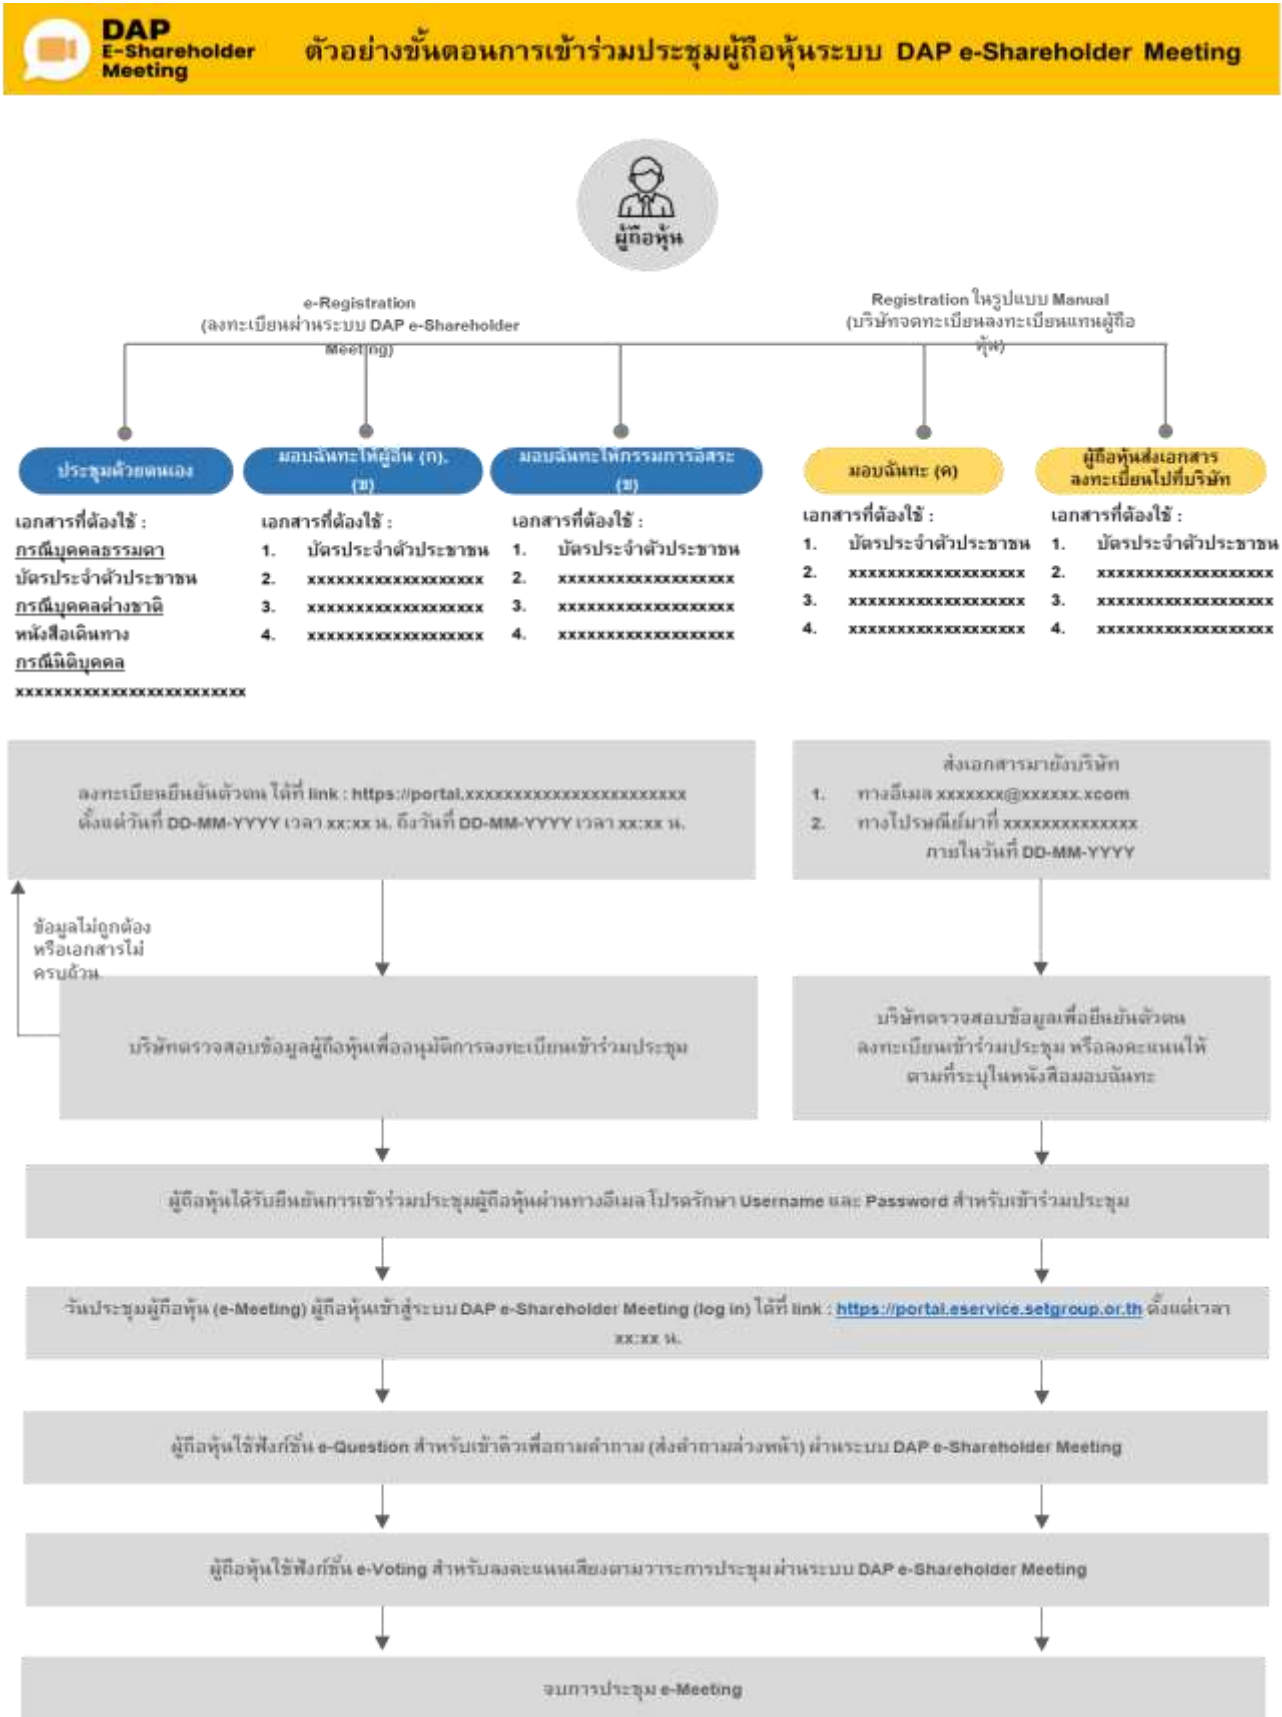 DAP
E-Shareholder
Meeting
ตัวอย่างขั้นตอนการเข้าร่วมประชุมผู้ถือหุ้นระบบ DAP e-Shareholder Meeting
ผู้ถือหุ้น
e-Registration
(ลงทะเบียนผ่านระบบ DAP e-Shareholder
Meeting)
Registration ในรูปแบบ Manual
(บริษัทจดทะเบียนลงทะเบียนแทนผู้ถือ
หุ้น)
ประชุมด้วยตนเอง
เอกสารที่ต้องใช้ :
กรณีบุคคลธรรมดา
บัตรประจำตัวประชาชน
กรณีบุคคลต่างชาติ
หนังสือเดินทาง
กรณีนิติบุคคล
xxxxxxxxxxxxxxxxxxxxxxxx
มอบฉันทะให้ผู้อื่น (ก),
(ข)
เอกสารที่ต้องใช้ :
1. บัตรประจำตัวประชาชน
2. xxxxxxxxxxxxxxxxxxx
3. xxxxxxxxxxxxxxxxxxx
4. xxxxxxxxxxxxxxxxxxx
มอบฉันทะให้กรรมการอิสระ
(ข)
เอกสารที่ต้องใช้ :
1. บัตรประจำตัวประชาชน
2. xxxxxxxxxxxxxxxxxxx
3. xxxxxxxxxxxxxxxxxxx
4. xxxxxxxxxxxxxxxxxxx
มอบฉันทะ (ค)
เอกสารที่ต้องใช้ :
1. บัตรประจำตัวประชาชน
2. xxxxxxxxxxxxxxxxxxx
3. xxxxxxxxxxxxxxxxxxx
4. xxxxxxxxxxxxxxxxxxx
ผู้ถือหุ้นส่งเอกสาร
ลงทะเบียนไปที่บริษัท
เอกสารที่ต้องใช้ :
1. บัตรประจำตัวประชาชน
2. xxxxxxxxxxxxxxxxxxx
3. xxxxxxxxxxxxxxxxxxx
4. xxxxxxxxxxxxxxxxxxx
ลงทะเบียนยืนยันตัวตน ได้ที่ link : https://portal.xxxxxxxxxxxxxxxxxxxxxxx
ตั้งแต่วันที่ DD-MM-YYYY เวลา xx:xx น. ถึงวันที่ DD-MM-YYYY เวลา xx:xx น.
ส่งเอกสารมายังบริษัท
1. ทางอีเมล xxxxxxx@xxxxxx.xcom
2. ทางไปรษณีย์มาที่ xxxxxxxxxxxxxx
ภายในวันที่ DD-MM-YYYY
ข้อมูลไม่ถูกต้อง
หรือเอกสารไม่
ครบถ้วน
บริษัทตรวจสอบข้อมูลผู้ถือหุ้นเพื่ออนุมัติการลงทะเบียนเข้าร่วมประชุม
บริษัทตรวจสอบข้อมูลเพื่อยืนยันตัวตน
ลงทะเบียนเข้าร่วมประชุม หรือลงคะแนนให้
ตามที่ระบุในหนังสือมอบฉันทะ
ผู้ถือหุ้นได้รับยืนยันการเข้าร่วมประชุมผู้ถือหุ้นผ่านทางอีเมล โปรดรักษา Username และ Password สำหรับเข้าร่วมประชุม
วันประชุมผู้ถือหุ้น (e-Meeting) ผู้ถือหุ้นเข้าสู่ระบบ DAP e-Shareholder Meeting (log in) ได้ที่ link : https://portal.eservice.setgroup.or.th ตั้งแต่เวลา
xx:xx น.
ผู้ถือหุ้นใช้ฟังก์ชั่น e-Question สำหรับเข้าคิวเพื่อถามคำถาม (ส่งคำถามล่วงหน้า) ผ่านระบบ DAP e-Shareholder Meeting
ผู้ถือหุ้นใช้ฟังก์ชั่น e-Voting สำหรับลงคะแนนเสียงตามวาระการประชุม ผ่านระบบ DAP e-Shareholder Meeting
จบการประชุม e-Meeting